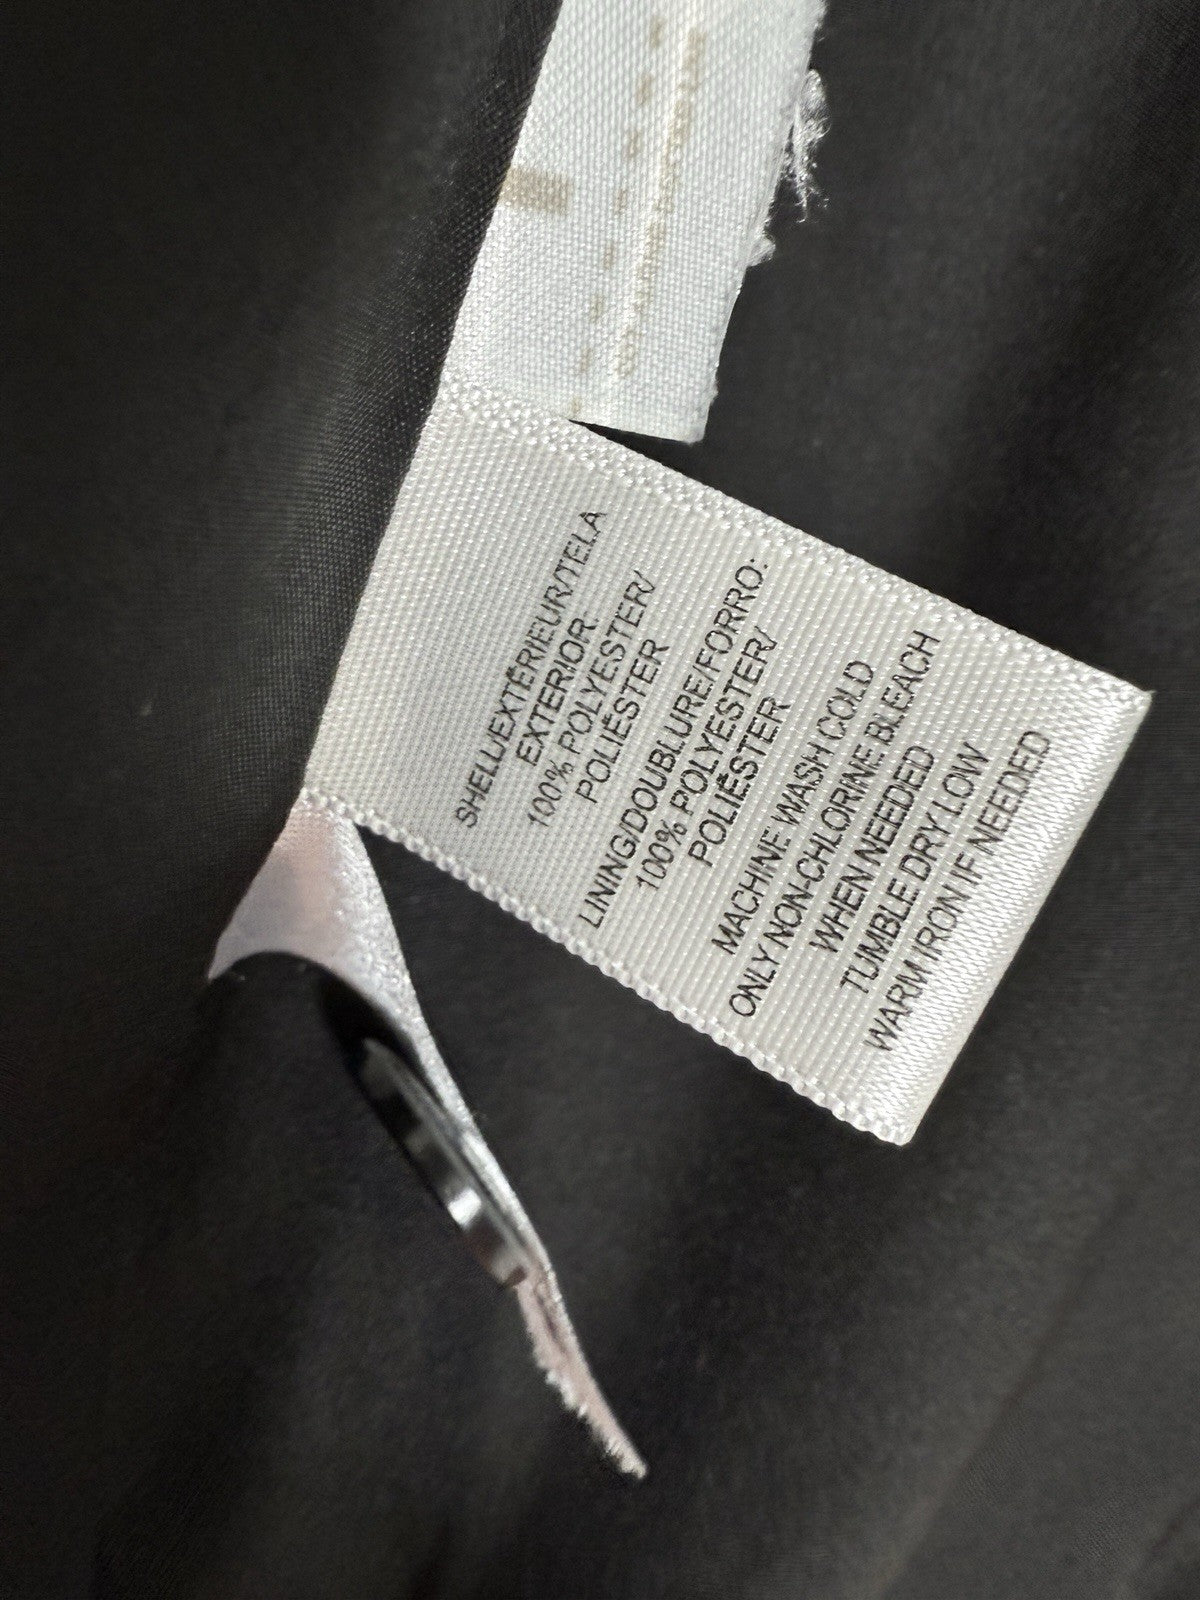 SHELL/EXTÉRIEUR/TELA
EXTERIOR:
100% POLYESTER/
POLIÉSTER
LINING/DOUBLURE/FORRO:
100% POLYESTER/
POLIÉSTER
MACHINE WASH COLD
ONLY NON-CHLORINE BLEACH
WHEN NEEDED
TUMBLE DRY LOW
WARM IRON IF NEEDED